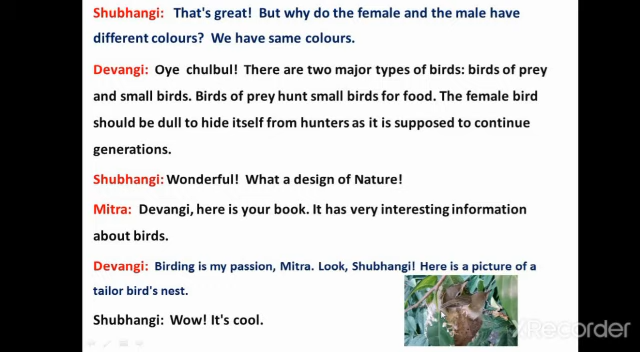 Shubhangi: That's great! But why do the female and the male have
different colours? We have same colours.
Devangi: Oye chulbul! There are two major types of birds: birds of prey
and small birds. Birds of prey hunt small birds for food. The female bird
should be dull to hide itself from hunters as it is supposed to continue
generations.
Shubhangi: Wonderful! What a design of Nature!
Mitra: Devangi, here is your book. It has very interesting information
about birds.
Devangi: Birding is my passion, Mitra. Look, Shubhangi! Here is a picture of a
tailor bird's nest.
Shubhangi: Wow! It's cool.
XRecorder